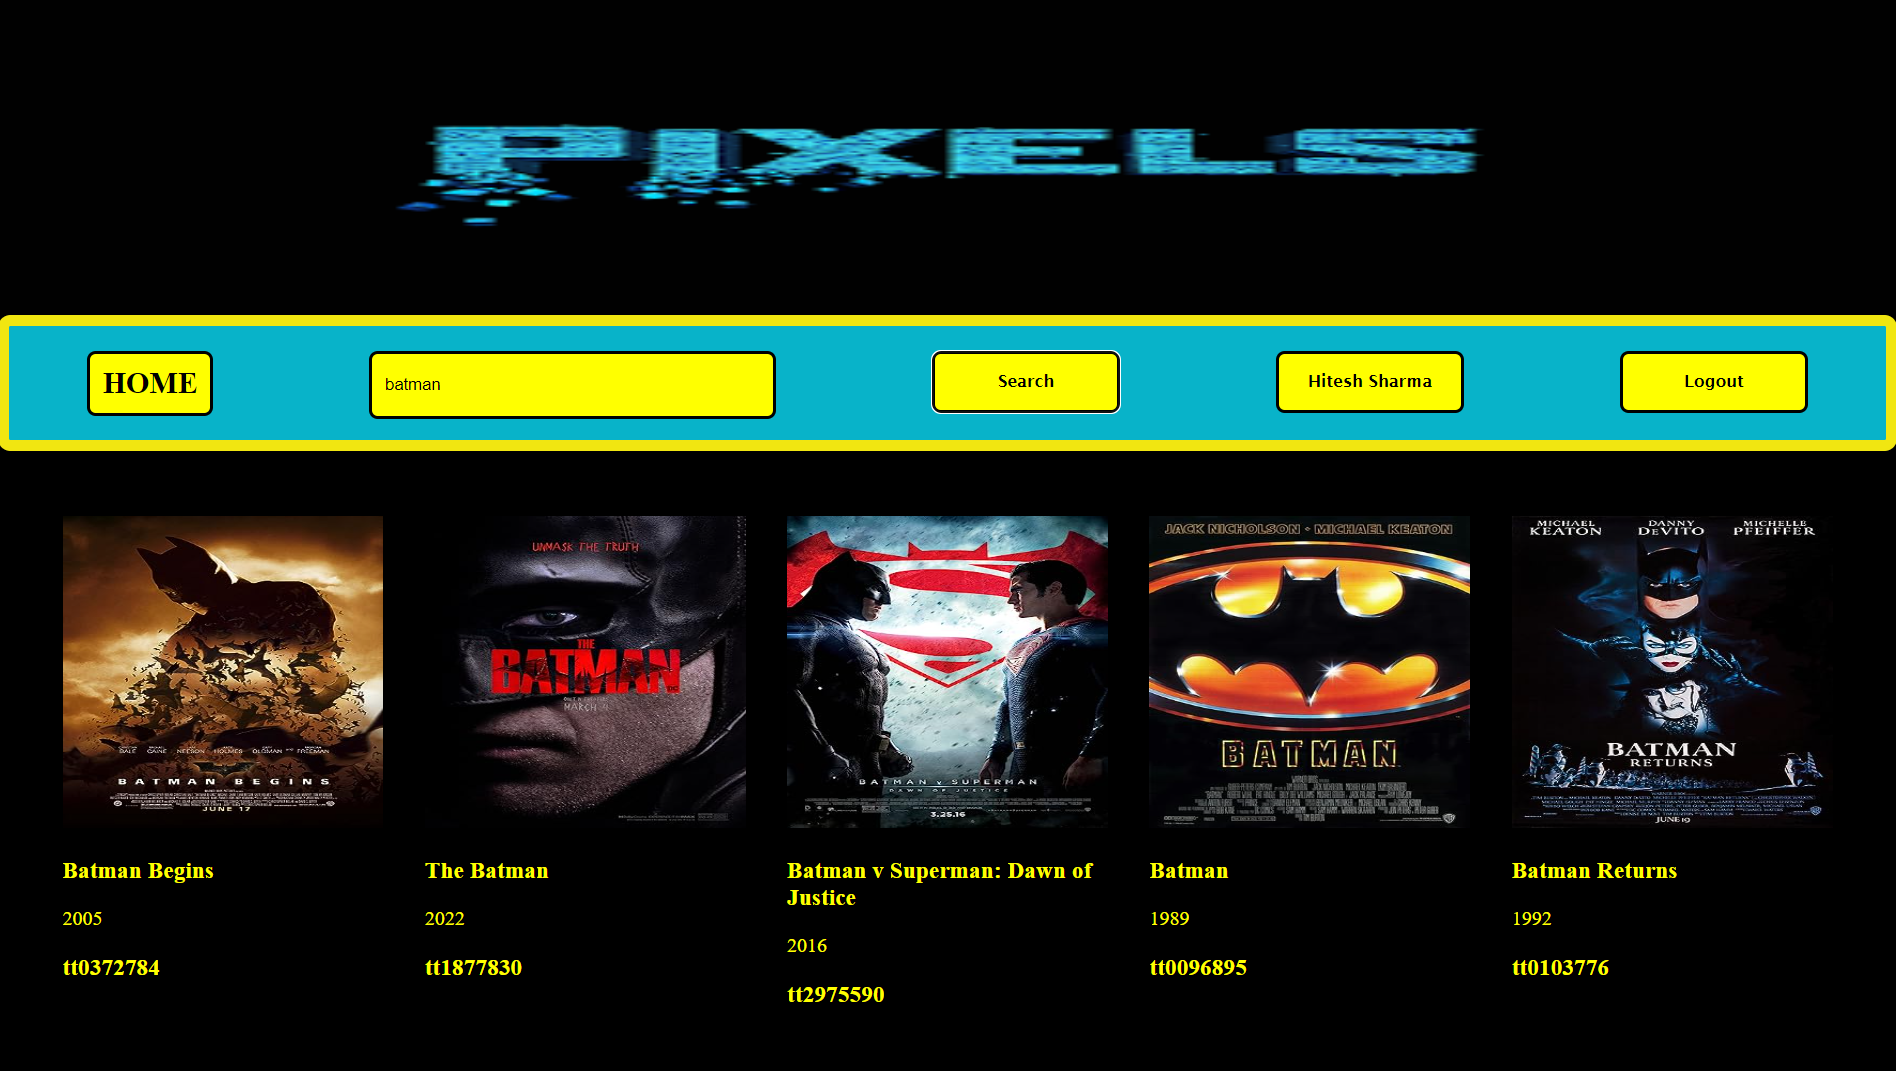 PIXELS
HOME
batman
Search
Hitesh Sharma
Logout
BATMAN BEGINS
JUNE 17
UNMASK THE TRUTH
THE
BATMAN
MARCH
BATMAN v SUPERMAN
DAWN OF JUSTICE
3.25.16
JACK NICHOLSON • MICHAEL KEATON
BATMAN
MICHAEL KEATON
DANNY DEVITO
MICHELLE PFEIFFER
BATMAN
RETURNS
JUNE 19
Batman Begins
2005
tt0372784
The Batman
2022
tt1877830
Batman v Superman: Dawn of
Justice
2016
tt2975590
Batman
1989
tt0096895
Batman Returns
1992
tt0103776